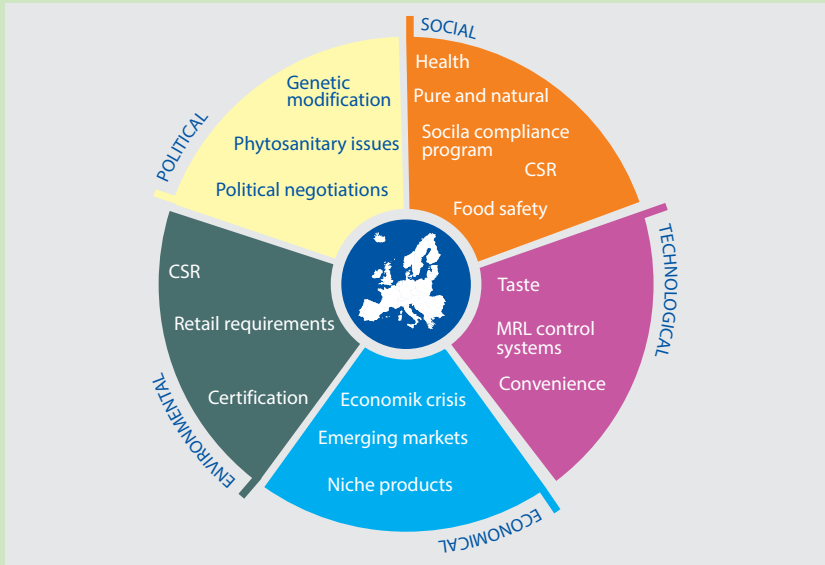 SOCIAL
Health
Pure and natural
Socila compliance
program
CSR
Food safety
TECHNOLOGICAL
Taste
MRL control
systems
Convenience
ECONOMICAL
Economik crisis
Emerging markets
Niche products
ENVIRONMENTAL
CSR
Retail requirements
Certification
POLITICAL
Genetic
modification
Phytosanitary issues
Political negotiations